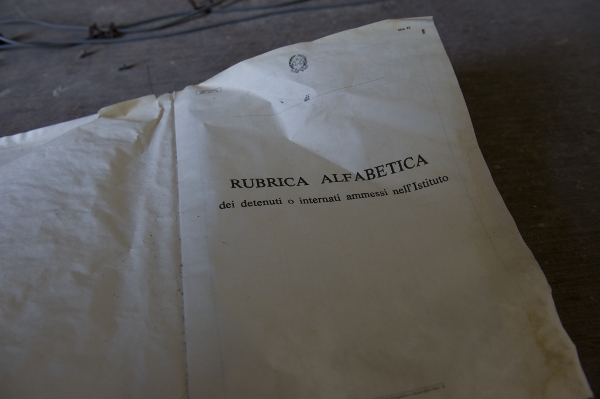 RUBRICA ALFABETICA
dei detenuti o internati ammessi nell'Istituto